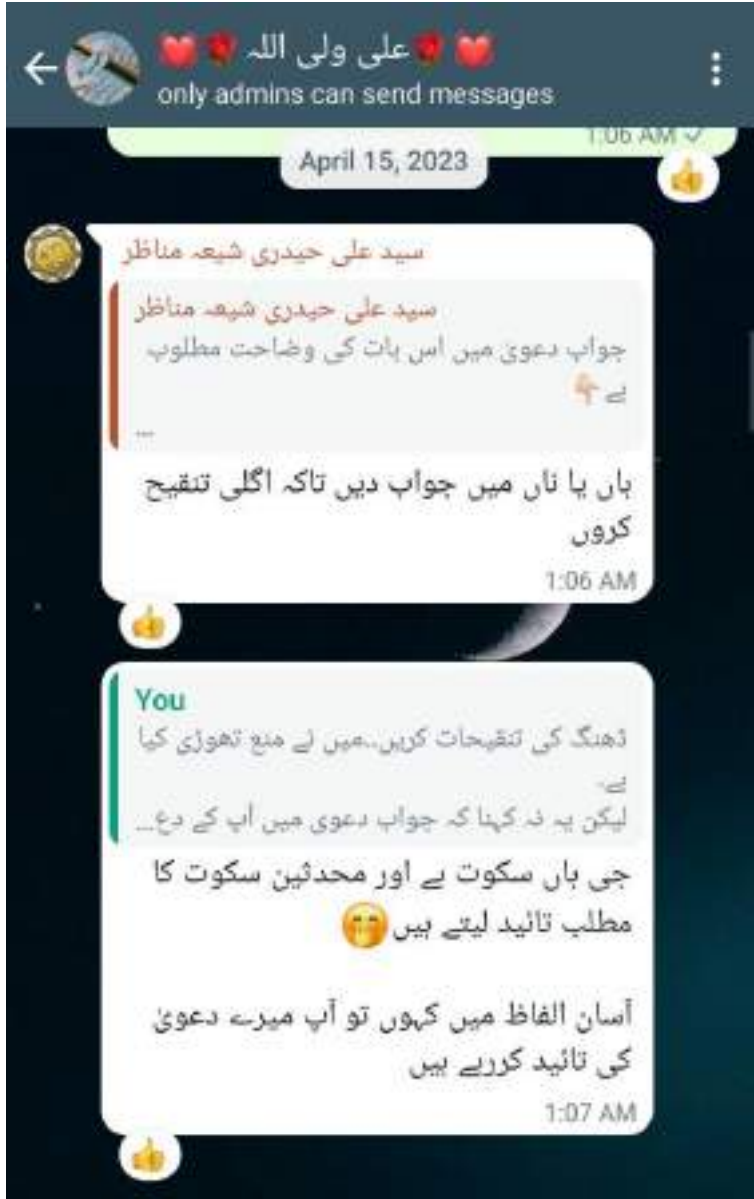 ❤️🌹علی ولی اللہ🌹❤️
only admins can send messages
1:06 AM
April 15, 2023
سید علی حیدری شیعہ مناظر
سید علی حیدری شیعہ مناظر
جواب دعویٰ میں اس بات کی وضاحت مطلوب
ہے👇🏻
...
ہاں یا ناں میں جواب دیں تاکہ اگلی تنقیح
کروں
1:06 AM
You
ڈھنگ کی تنقیحات کریں..میں نے منع تھوڑی کیا
ہے۔
لیکن یہ نہ کہنا کہ جواب دعوی میں آپ کے دع...
جی ہاں سکوت ہے اور محدثین سکوت کا
مطلب تائید لیتے ہیں🤭
آسان الفاظ میں کہوں تو آپ میرے دعویٰ
کی تائید کررہے ہیں
1:07 AM